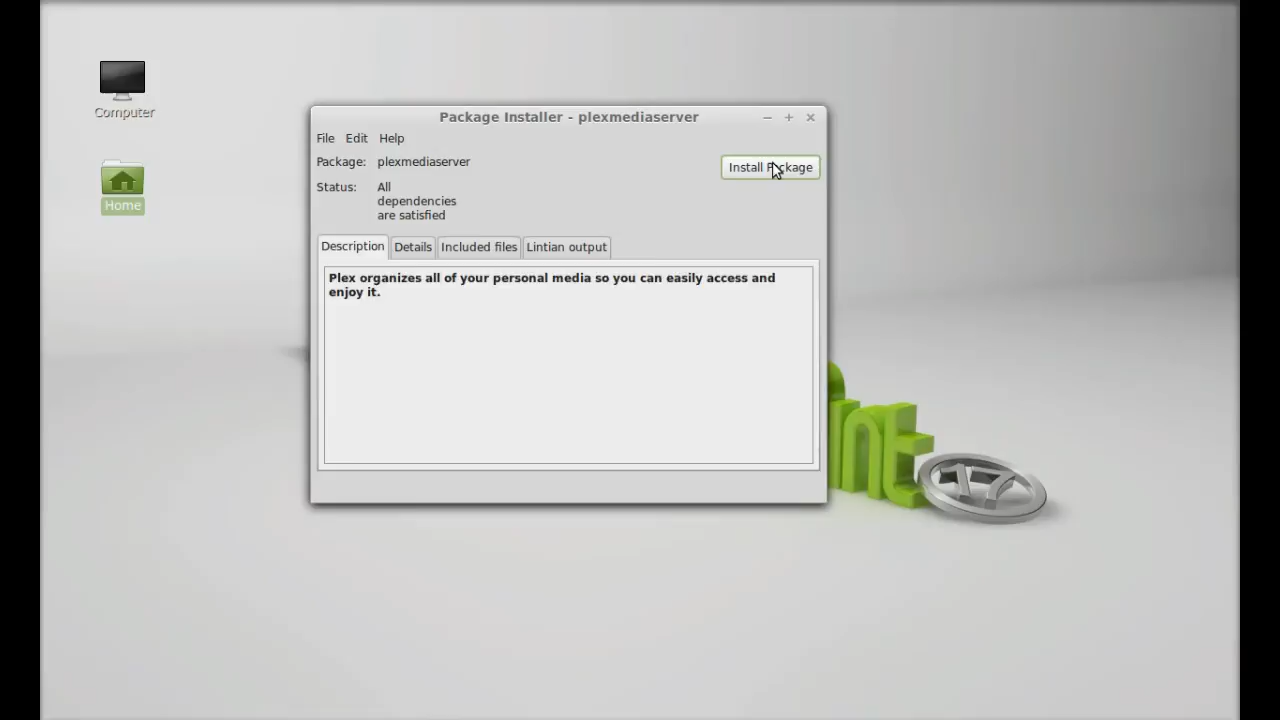 Computer
Home
Package Installer - plexmediaserver
File Edit Help
Package: plexmediaserver
Install Package
Status: All
dependencies
are satisfied
Description Details Included files Lintian output
Plex organizes all of your personal media so you can easily access and
enjoy it.
int
17